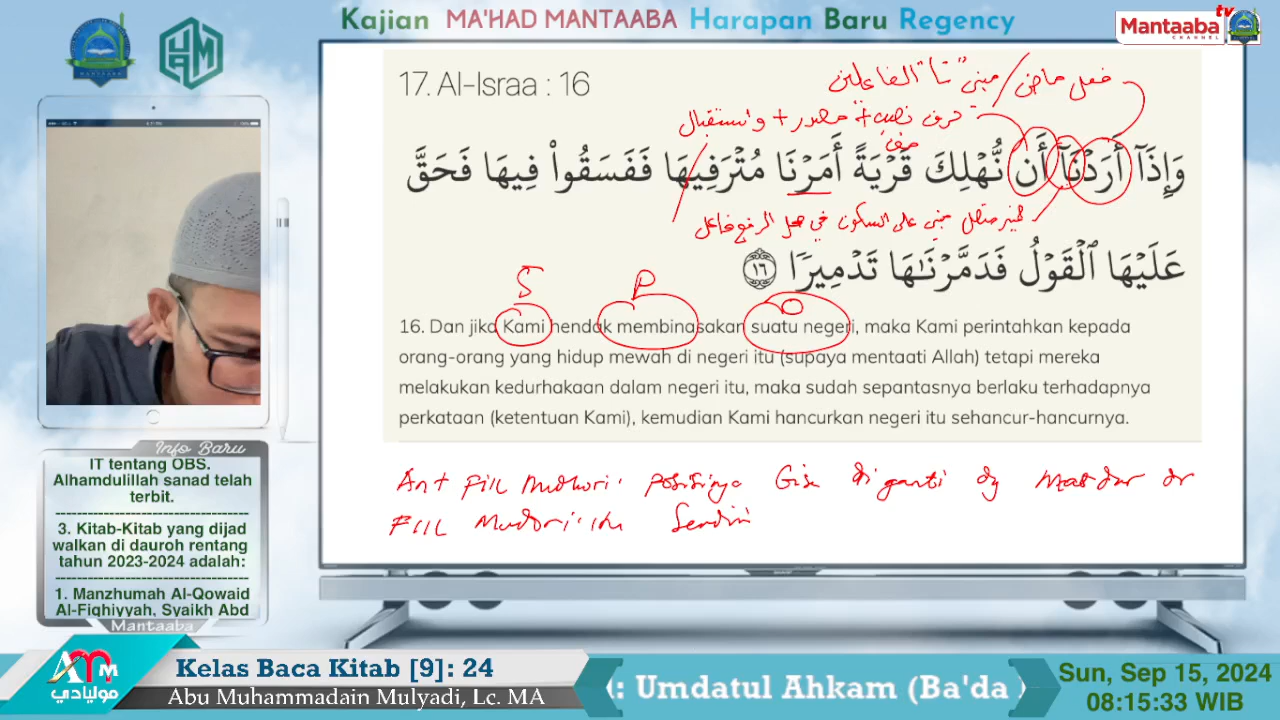 Kajian MA'HAD MANTAABA Harapan Baru Regency
Mantaaba tv
CHANNEL
17. Al-Israa : 16
فعل ماض / مبني "نا" الفاعلين
حرف نصب + مصدر + واستقبال
وَإِذَآ أَرَدْنَآ أَن نُّهْلِكَ قَرْيَةً أَمَرْنَا مُتْرَفِيهَا فَفَسَقُوا۟ فِيهَا فَحَقَّ
ضمير متصل مبني على السكون في محل الرفع فاعل
عَلَيْهَا ٱلْقَوْلُ فَدَمَّرْنَـٰهَا تَدْمِيرًا ١٦
S P O
16. Dan jika Kami hendak membinasakan suatu negeri, maka Kami perintahkan kepada
orang-orang yang hidup mewah di negeri itu (supaya mentaati Allah) tetapi mereka
melakukan kedurhakaan dalam negeri itu, maka sudah sepantasnya berlaku terhadapnya
perkataan (ketentuan Kami), kemudian Kami hancurkan negeri itu sehancur-hancurnya.
An + Fiil Mudhori' posisinya bisa diganti dg Masdar dr
Fiil Mudori' itu Sendiri
Info Baru
IT tentang OBS.
Alhamdulillah sanad telah
terbit.
3. Kitab-Kitab yang dijad
walkan di dauroh rentang
tahun 2023-2024 adalah:
1. Manzhumah Al-Qowaid
Al-Fiqhiyyah, Syaikh Abd
Mantaaba
AMM
موليادي
Kelas Baca Kitab [9]: 24
Abu Muhammadain Mulyadi, Lc. MA
: Umdatul Ahkam (Ba'da
Sun, Sep 15, 2024
08:15:33 WIB